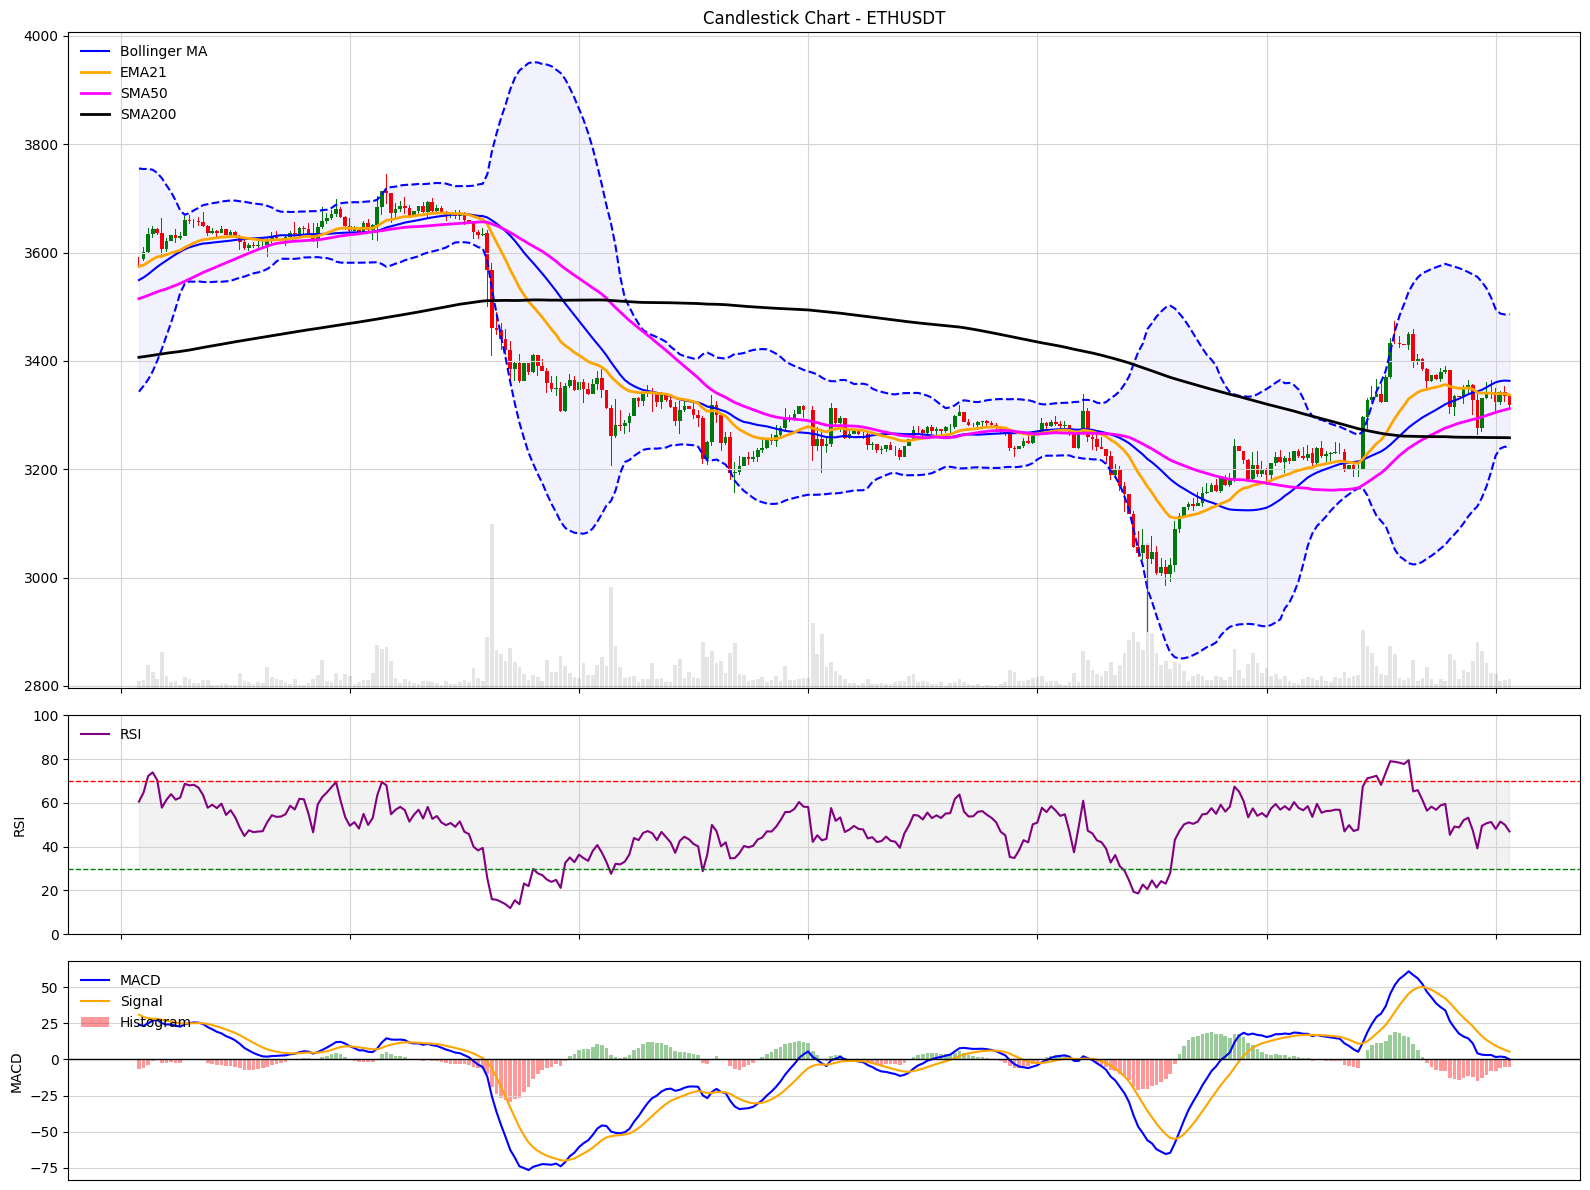 Candlestick Chart - ETHUSDT
4000
3800
3600
3400
3200
3000
2800
Bollinger MA
EMA21
SMA50
SMA200
100
80
60
40
20
0
RSI
RSI
50
25
0
−25
−50
−75
MACD
MACD
Signal
Histogram